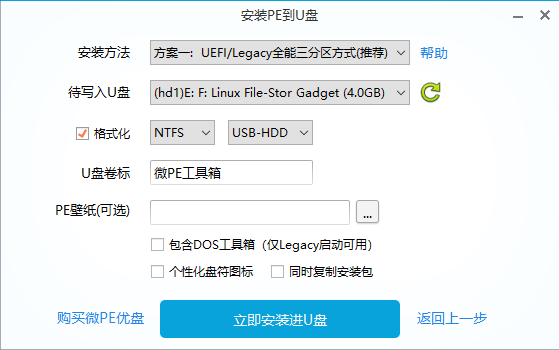 安装PE到U盘
安装方法 方案一：UEFI/Legacy全能三分区方式(推荐) 帮助
待写入U盘 (hd1)E: F: Linux File-Stor Gadget (4.0GB)
格式化 NTFS USB-HDD
U盘卷标 微PE工具箱
PE壁纸(可选) ...
包含DOS工具箱（仅Legacy启动可用）
个性化盘符图标 同时复制安装包
购买微PE优盘 立即安装进U盘 返回上一步